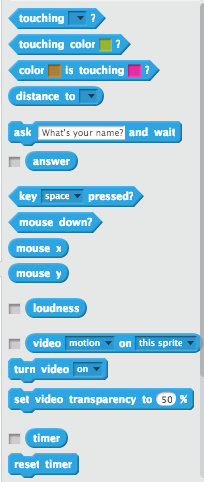 touching ?
touching color ?
color is touching ?
distance to
ask What's your name? and wait
answer
key space pressed?
mouse down?
mouse x
mouse y
loudness
video motion on this sprite
turn video on
set video transparency to 50 %
timer
reset timer